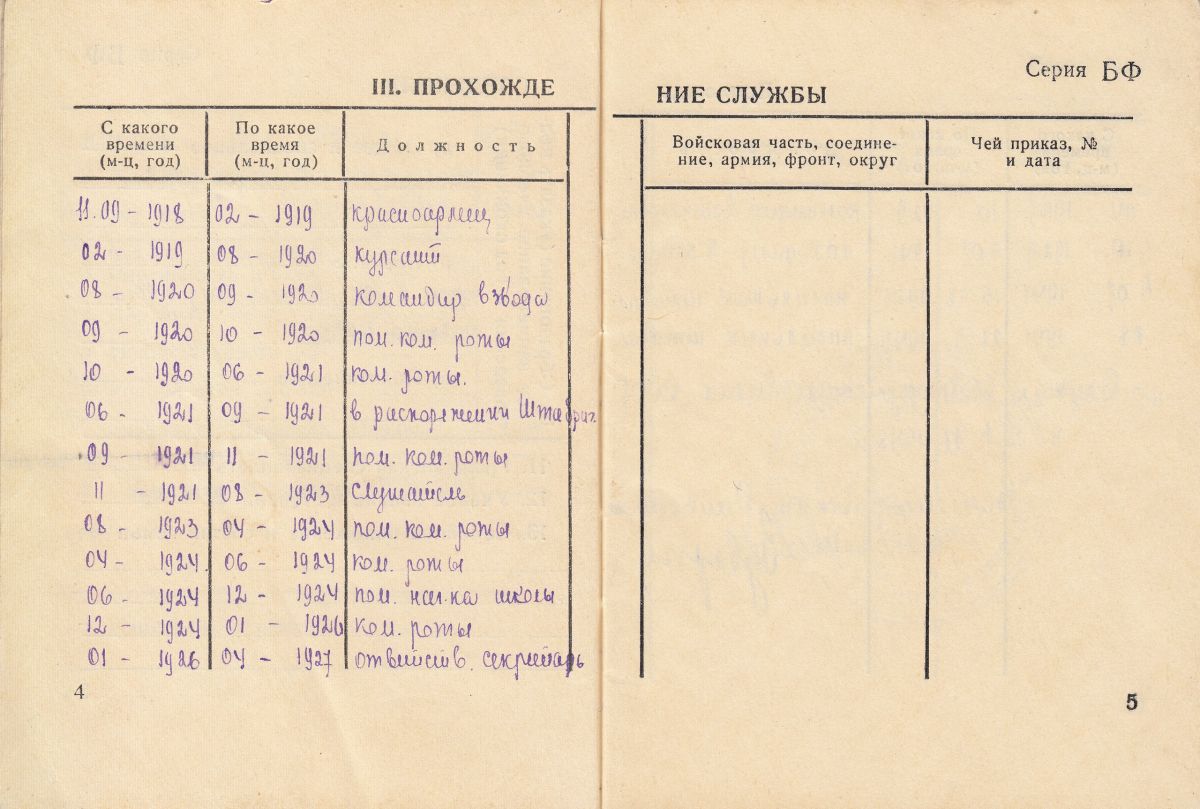 III. ПРОХОЖДЕ
С какого времени (м-ц, год) По какое время (м-ц, год) Должность
11.09 - 1918 02 - 1919 красноармеец
02 - 1919 08 - 1920 курсант
08 - 1920 09 - 1920 командир взвода
09 - 1920 10 - 1920 пом. ком. роты
10 - 1920 06 - 1921 ком. роты.
06 - 1921 09 - 1921 в распоряжении Штабриг
09 - 1921 11 - 1921 пом. ком. роты
11 - 1921 08 - 1923 слушатель
08 - 1923 04 - 1924 пом. ком. роты
04 - 1924 06 - 1924 ком. роты
06 - 1924 12 - 1924 пом. нач-ка школы
12 - 1924 01 - 1926 ком. роты
01 - 1926 04 - 1927 ответств. секретарь
4
Серия БФ
НИЕ СЛУЖБЫ
Войсковая часть, соедине-
ние, армия, фронт, округ
Чей приказ, №
и дата
5